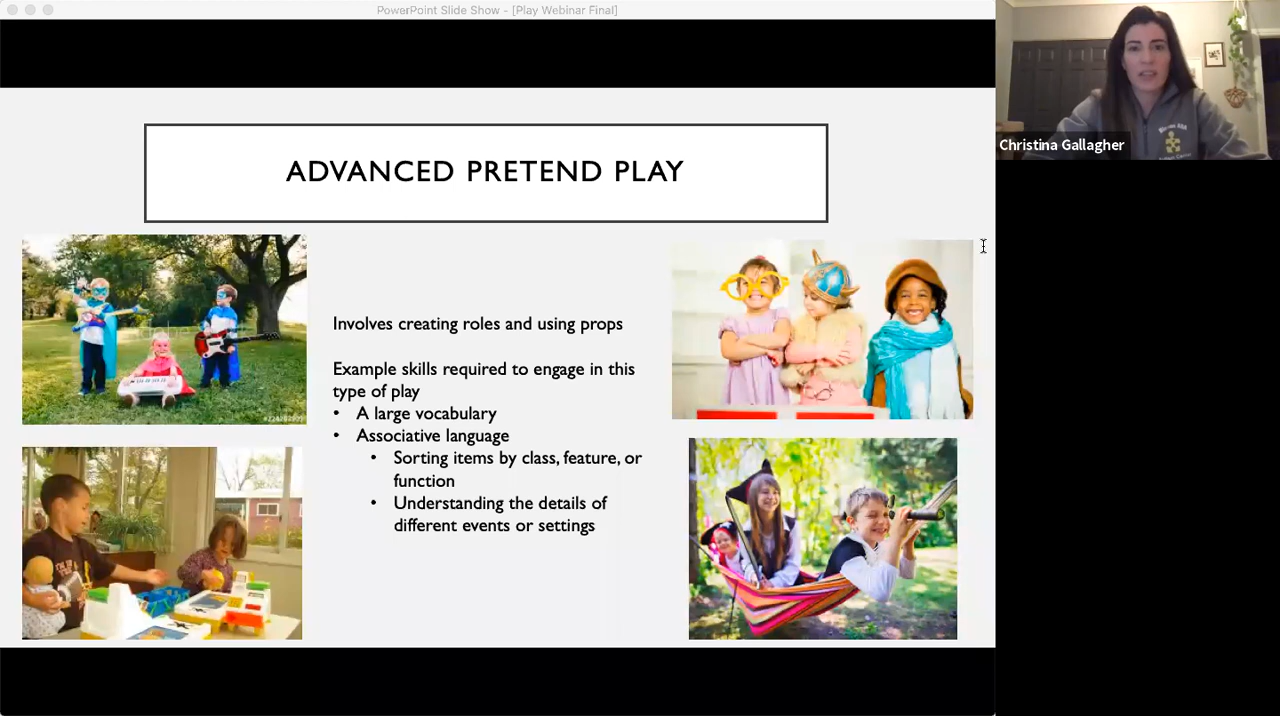 PowerPoint Slide Show - [Play Webinar Final]
Christina Gallagher
ADVANCED PRETEND PLAY
Involves creating roles and using props
Example skills required to engage in this
type of play
• A large vocabulary
• Associative language
• Sorting items by class, feature, or
function
• Understanding the details of
different events or settings